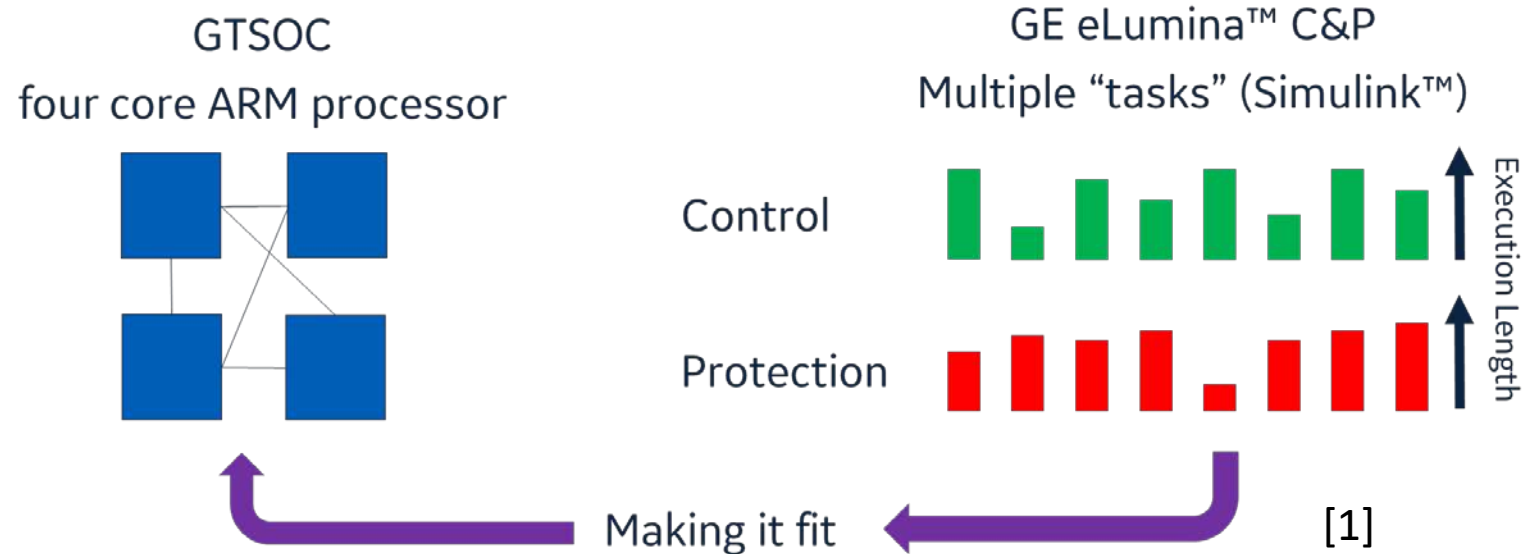 GTSOC
four core ARM processor
GE eLumina™ C&P
Multiple “tasks” (Simulink™)
Control
Execution Length
Protection
Making it fit
[1]